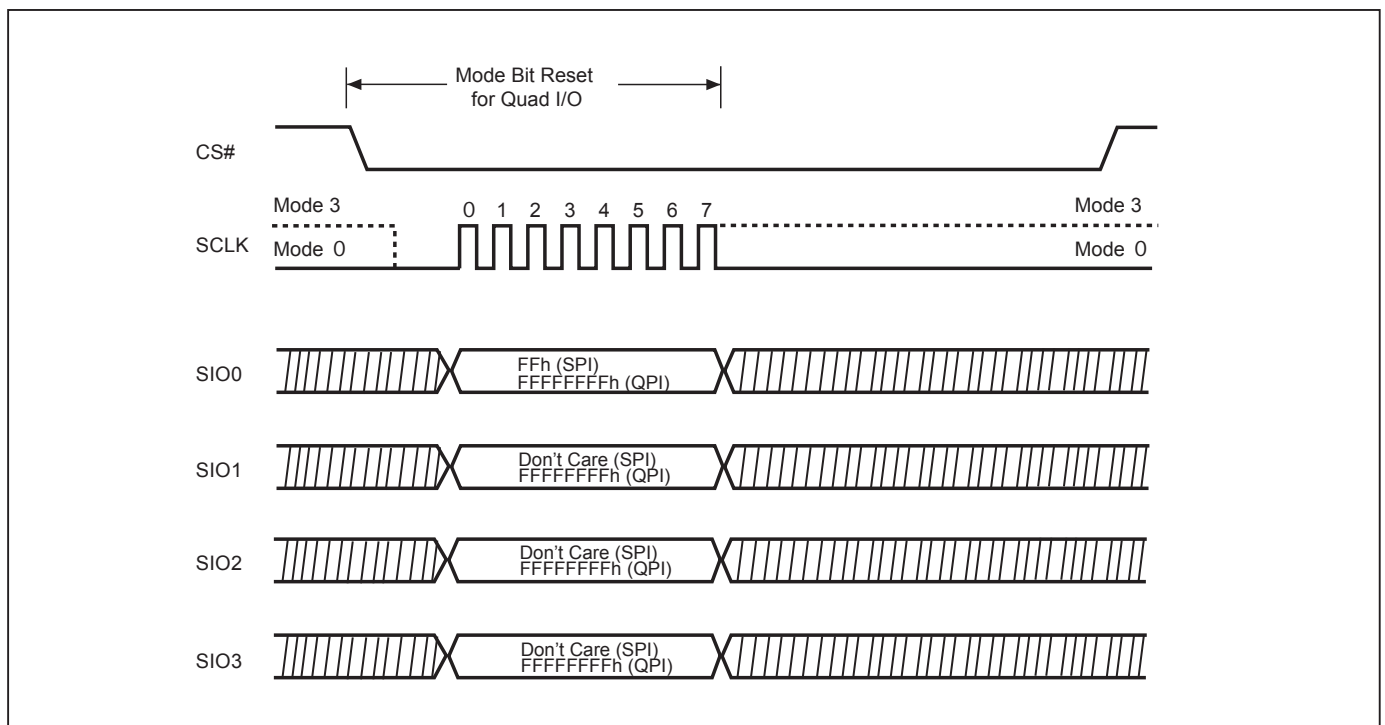 Mode Bit Reset
for Quad I/O
CS#
Mode 3
0 1 2 3 4 5 6 7
Mode 3
SCLK
Mode 0
Mode 0
SIO0
FFh (SPI)
FFFFFFFFh (QPI)
SIO1
Don't Care (SPI)
FFFFFFFFh (QPI)
SIO2
Don't Care (SPI)
FFFFFFFFh (QPI)
SIO3
Don't Care (SPI)
FFFFFFFFh (QPI)